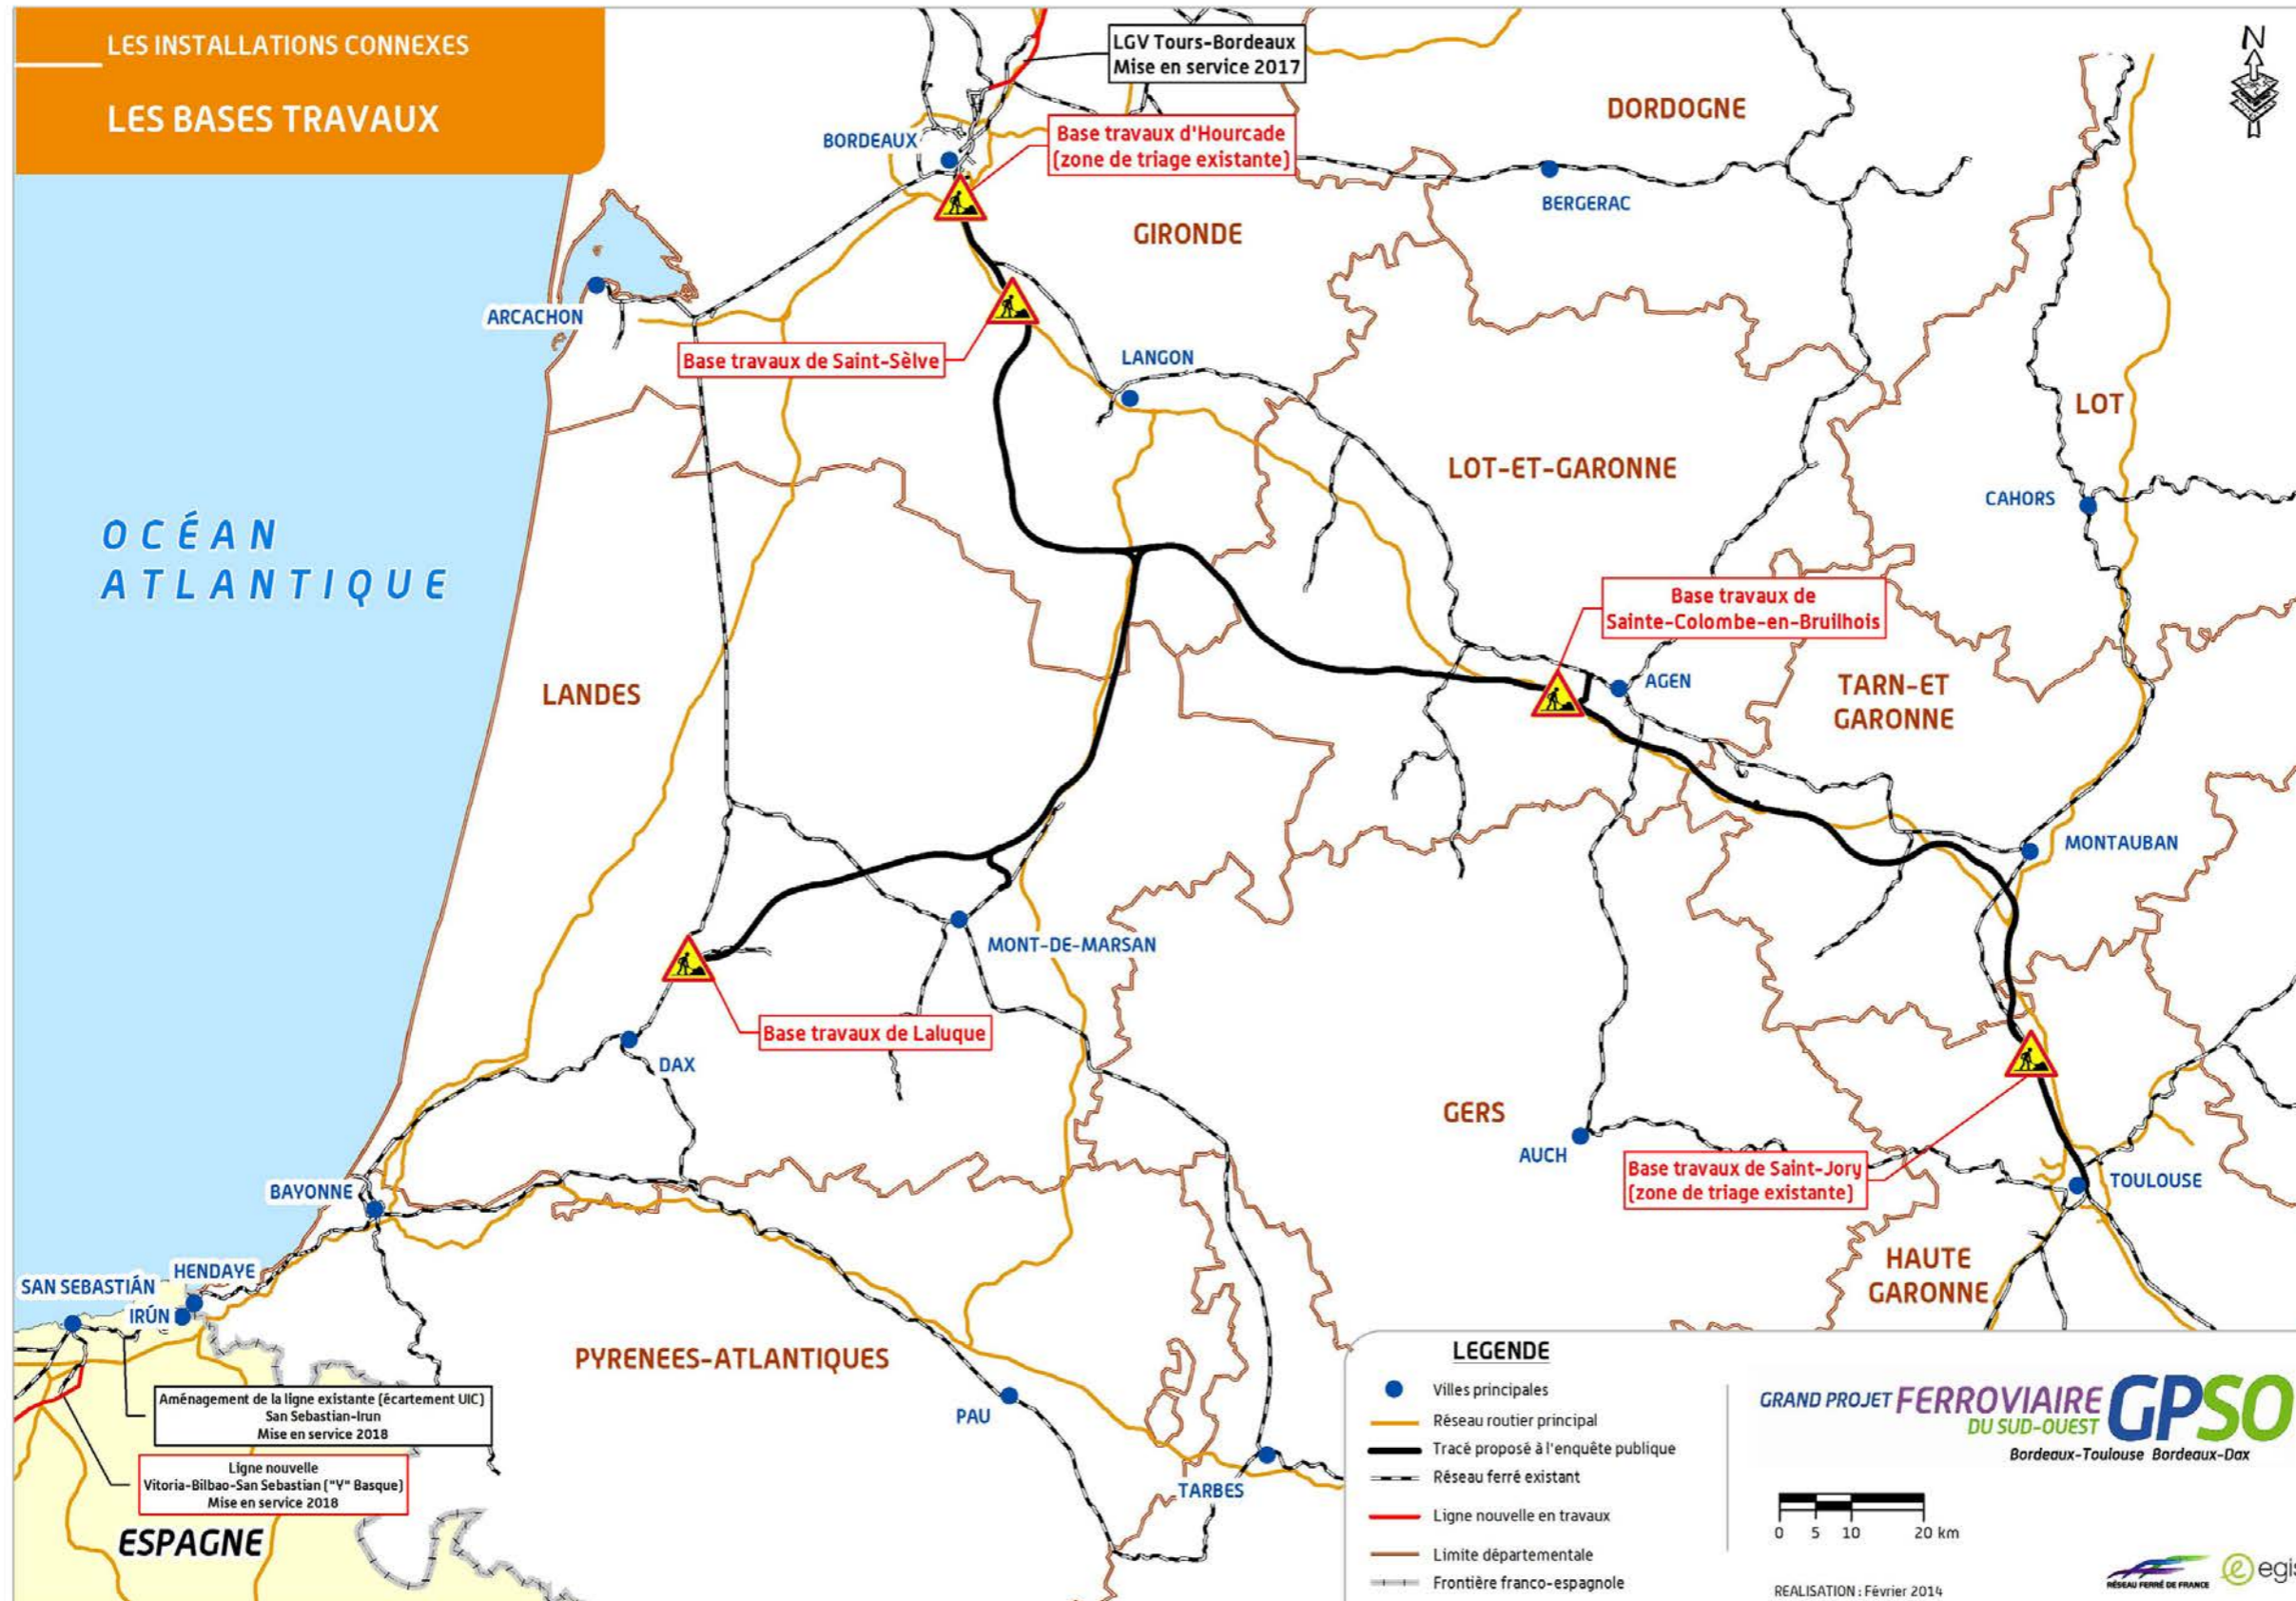 LES INSTALLATIONS CONNEXES
LES BASES TRAVAUX
LGV Tours-Bordeaux
Mise en service 2017
N
DORDOGNE
BORDEAUX
Base travaux d'Hourcade
(zone de triage existante)
BERGERAC
GIRONDE
ARCACHON
Base travaux de Saint-Sèlve
LANGON
LOT
LOT-ET-GARONNE
CAHORS
OCÉAN
ATLANTIQUE
Base travaux de
Sainte-Colombe-en-Bruilhois
LANDES
AGEN
TARN-ET
GARONNE
MONTAUBAN
MONT-DE-MARSAN
Base travaux de Laluque
DAX
GERS
AUCH
Base travaux de Saint-Jory
(zone de triage existante)
TOULOUSE
BAYONNE
HAUTE
GARONNE
HENDAYE
SAN SEBASTIÁN
IRÚN
PYRENEES-ATLANTIQUES
Aménagement de la ligne existante (écartement UIC)
San Sebastian-Irun
Mise en service 2018
PAU
Ligne nouvelle
Vitoria-Bilbao-San Sebastian ("Y" Basque)
Mise en service 2018
TARBES
ESPAGNE
LEGENDE
Villes principales
Réseau routier principal
Tracé proposé à l'enquête publique
Réseau ferré existant
Ligne nouvelle en travaux
Limite départementale
Frontière franco-espagnole
GRAND PROJET FERROVIAIRE GPSO
DU SUD-OUEST
Bordeaux-Toulouse Bordeaux-Dax
0 5 10 20 km
REALISATION : Février 2014
RÉSEAU FERRÉ DE FRANCE
e egis